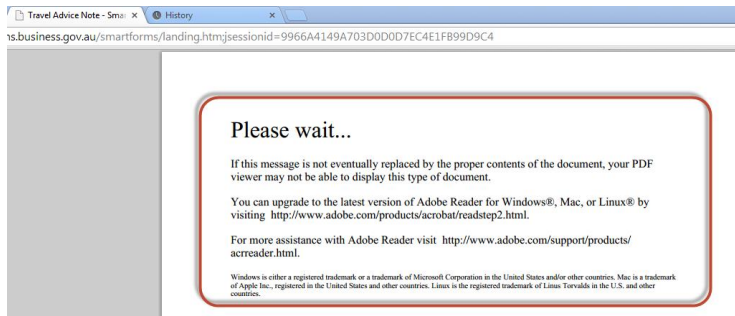 Travel Advice Note - Smar
History
ns.business.gov.au/smartforms/landing.htm;jsessionid=9966A4149A703D0D0D7EC4E1FB99D9C4
Please wait...
If this message is not eventually replaced by the proper contents of the document, your PDF
viewer may not be able to display this type of document.
You can upgrade to the latest version of Adobe Reader for Windows®, Mac, or Linux® by
visiting http://www.adobe.com/products/acrobat/readstep2.html.
For more assistance with Adobe Reader visit http://www.adobe.com/support/products/
acrreader.html.
Windows is either a registered trademark or a trademark of Microsoft Corporation in the United States and/or other countries. Mac is a trademark
of Apple Inc., registered in the United States and other countries. Linux is the registered trademark of Linus Torvalds in the U.S. and other
countries.